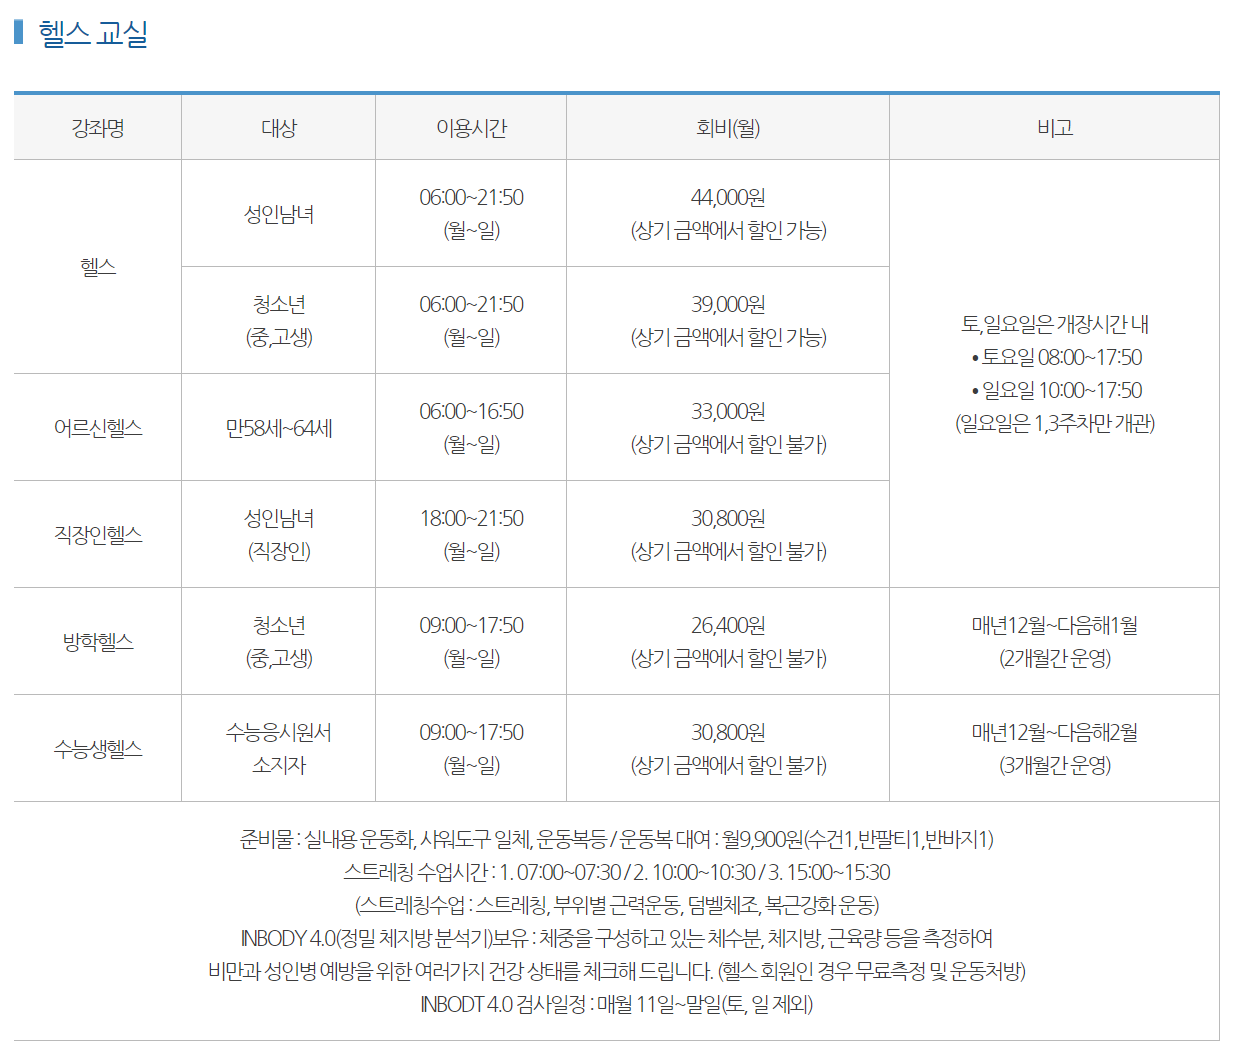 헬스 교실
강좌명 대상 이용시간 회비(월) 비고
헬스
성인남녀
06:00~21:50
(월~일)
44,000원
(상기 금액에서 할인 가능)
청소년
(중,고생)
06:00~21:50
(월~일)
39,000원
(상기 금액에서 할인 가능)
토,일요일은 개장시간 내
• 토요일 08:00~17:50
• 일요일 10:00~17:50
(일요일은 1,3주차만 개관)
어르신헬스
만58세~64세
06:00~16:50
(월~일)
33,000원
(상기 금액에서 할인 불가)
직장인헬스
성인남녀
(직장인)
18:00~21:50
(월~일)
30,800원
(상기 금액에서 할인 불가)
방학헬스
청소년
(중,고생)
09:00~17:50
(월~일)
26,400원
(상기 금액에서 할인 불가)
매년12월~다음해1월
(2개월간 운영)
수능생헬스
수능응시원서
소지자
09:00~17:50
(월~일)
30,800원
(상기 금액에서 할인 불가)
매년12월~다음해2월
(3개월간 운영)
준비물 : 실내용 운동화, 샤워도구 일체, 운동복등 / 운동복 대여 : 월9,900원(수건1,반팔티1,반바지1)
스트레칭 수업시간 : 1. 07:00~07:30 / 2. 10:00~10:30 / 3. 15:00~15:30
(스트레칭수업 : 스트레칭, 부위별 근력운동, 덤벨체조, 복근강화 운동)
INBODY 4.0(정밀 체지방 분석기)보유 : 체중을 구성하고 있는 체수분, 체지방, 근육량 등을 측정하여
비만과 성인병 예방을 위한 여러가지 건강 상태를 체크해 드립니다. (헬스 회원인 경우 무료측정 및 운동처방)
INBODT 4.0 검사일정 : 매월 11일~말일(토, 일 제외)